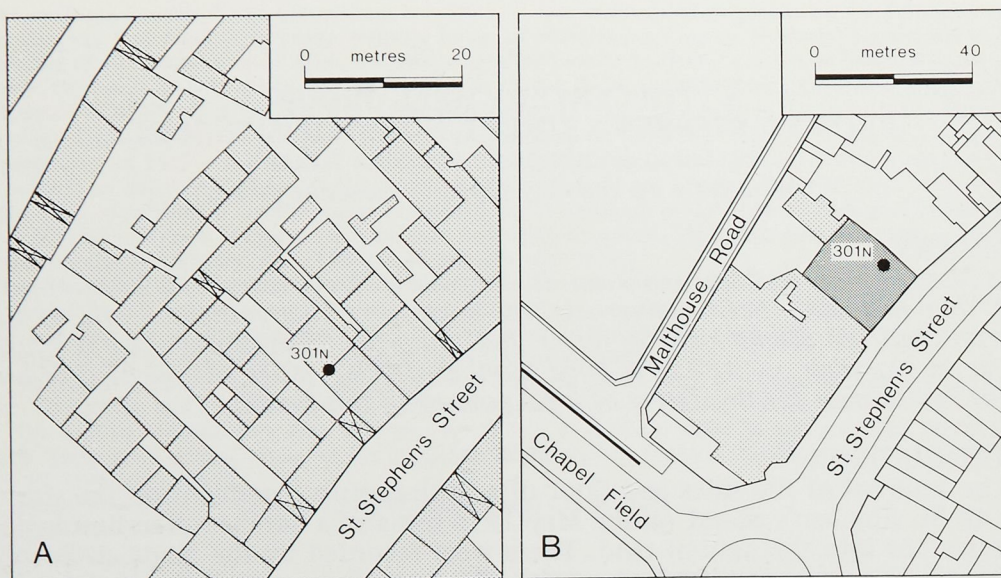 0 metres 20
301N
St. Stephen's Street
A
0 metres 40
301N
Malthouse Road
St. Stephen's Street
Chapel Field
B